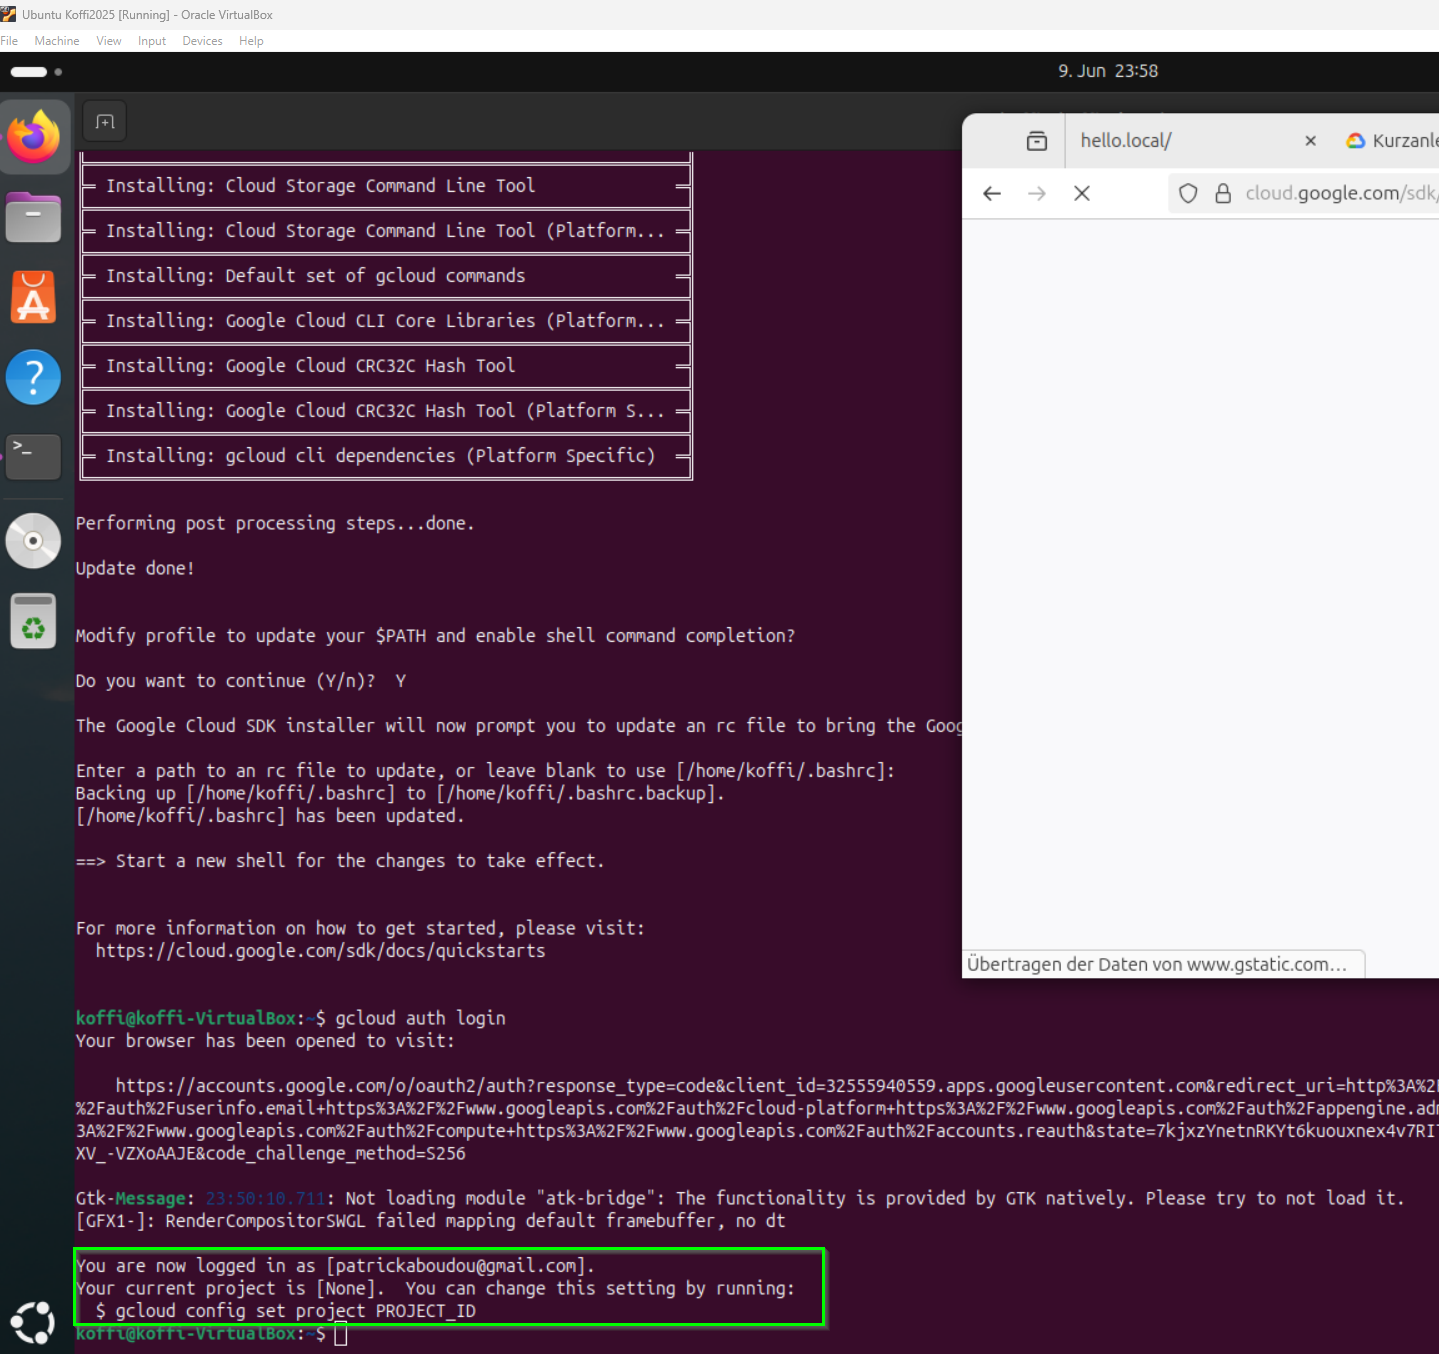 Ubuntu Koffi2025 [Running] - Oracle VirtualBox
File Machine View Input Devices Help
9. Jun 23:58
hello.local/
cloud.google.com/sdk/
Installing: Cloud Storage Command Line Tool
Installing: Cloud Storage Command Line Tool (Platform...
Installing: Default set of gcloud commands
Installing: Google Cloud CLI Core Libraries (Platform...
Installing: Google Cloud CRC32C Hash Tool
Installing: Google Cloud CRC32C Hash Tool (Platform S...
Installing: gcloud cli dependencies (Platform Specific)
Performing post processing steps...done.
Update done!
Modify profile to update your $PATH and enable shell command completion?
Do you want to continue (Y/n)? Y
The Google Cloud SDK installer will now prompt you to update an rc file to bring the
Enter a path to an rc file to update, or leave blank to use [/home/koffi/.bashrc]:
Backing up [/home/koffi/.bashrc] to [/home/koffi/.bashrc.backup].
[/home/koffi/.bashrc] has been updated.
==> Start a new shell for the changes to take effect.
For more information on how to get started, please visit:
https://cloud.google.com/sdk/docs/quickstarts
Übertragen der Daten von www.gstatic.com…
koffi@koffi-VirtualBox:~$ gcloud auth login
Your browser has been opened to visit:
https://accounts.google.com/o/oauth2/auth?response_type=code&client_id=32555940559.apps.googleusercontent.com&redirect_uri=http%3A%2F
%2Fauth%2Fuserinfo.email+https%3A%2F%2Fwww.googleapis.com%2Fauth%2Fcloud-platform+https%3A%2F%2Fwww.googleapis.com%2Fauth%2Fappengine.adm
3A%2F%2Fwww.googleapis.com%2Fauth%2Fcompute+https%3A%2F%2Fwww.googleapis.com%2Fauth%2Faccounts.reauth&state=7kjxzYnetnRKYt6kuouxnex4v7RI
XV_-VZXoAAJE&code_challenge_method=S256
Gtk-Message: 23:50:10.711: Not loading module "atk-bridge": The functionality is provided by GTK natively. Please try to not load it.
[GFX1-]: RenderCompositorSWGL failed mapping default framebuffer, no dt
You are now logged in as [patrickaboudou@gmail.com].
Your current project is [None]. You can change this setting by running:
$ gcloud config set project PROJECT_ID
koffi@koffi-VirtualBox:~$